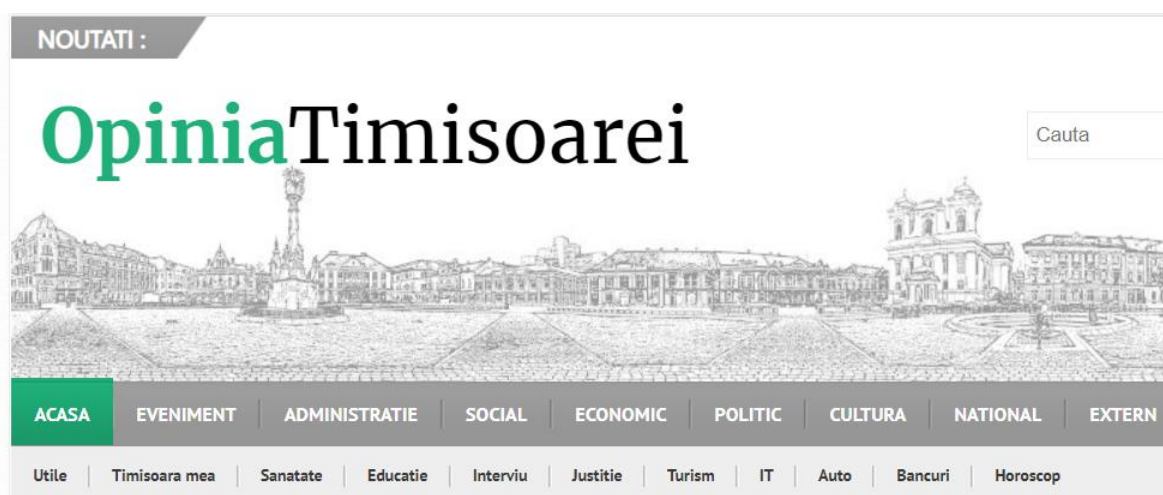 NOUTATI :
OpiniaTimisoarei
Cauta
ACASA EVENIMENT ADMINISTRATIE SOCIAL ECONOMIC POLITIC CULTURA NATIONAL EXTERN
Utile Timisoara mea Sanatate Educatie Interviu Justitie Turism IT Auto Bancuri Horoscop